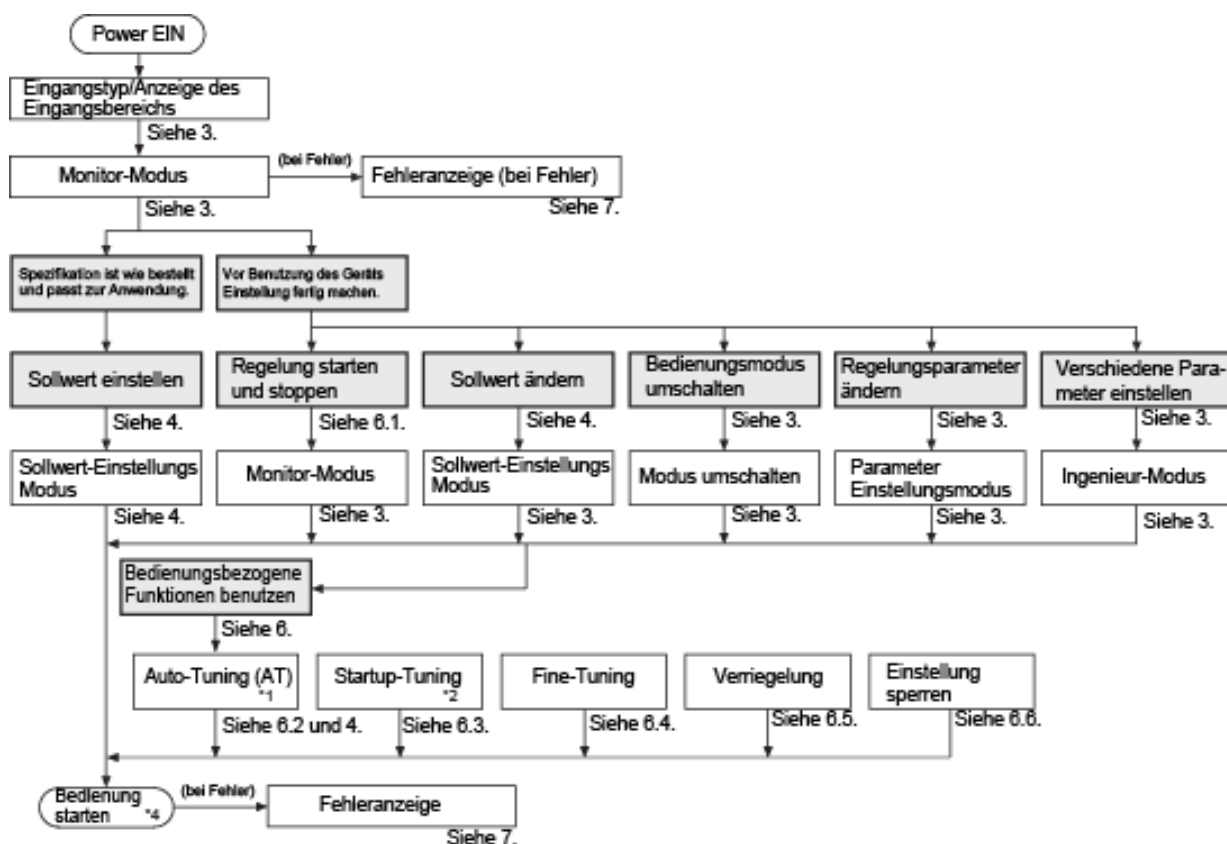 Power EIN
Eingangstyp/Anzeige des
Eingangsbereichs
Siehe 3.
Monitor-Modus
(bei Fehler)
Fehleranzeige (bei Fehler)
Siehe 3.
Siehe 7.
Spezifikation ist wie bestellt
und passt zur Anwendung.
Vor Benutzung des Geräts
Einstellung fertig machen.
Sollwert einstellen
Regelung starten
und stoppen
Sollwert ändern
Bedienungsmodus
umschalten
Regelungsparameter
ändern
Verschiedene Para-
meter einstellen
Siehe 4.
Siehe 6.1.
Siehe 4.
Siehe 3.
Siehe 3.
Siehe 3.
Sollwert-Einstellungs
Modus
Monitor-Modus
Sollwert-Einstellungs
Modus
Modus umschalten
Parameter
Einstellungsmodus
Ingenieur-Modus
Siehe 4.
Siehe 3.
Siehe 3.
Siehe 3.
Siehe 3.
Siehe 3.
Bedienungsbezogene
Funktionen benutzen
Siehe 6.
Auto-Tuning (AT)
*1
Startup-Tuning
*2
Fine-Tuning
Verriegelung
Einstellung
sperren
Siehe 6.2 und 4.
Siehe 6.3.
Siehe 6.4.
Siehe 6.5.
Siehe 6.6.
Bedienung
starten *4
(bei Fehler)
Fehleranzeige
Siehe 7.